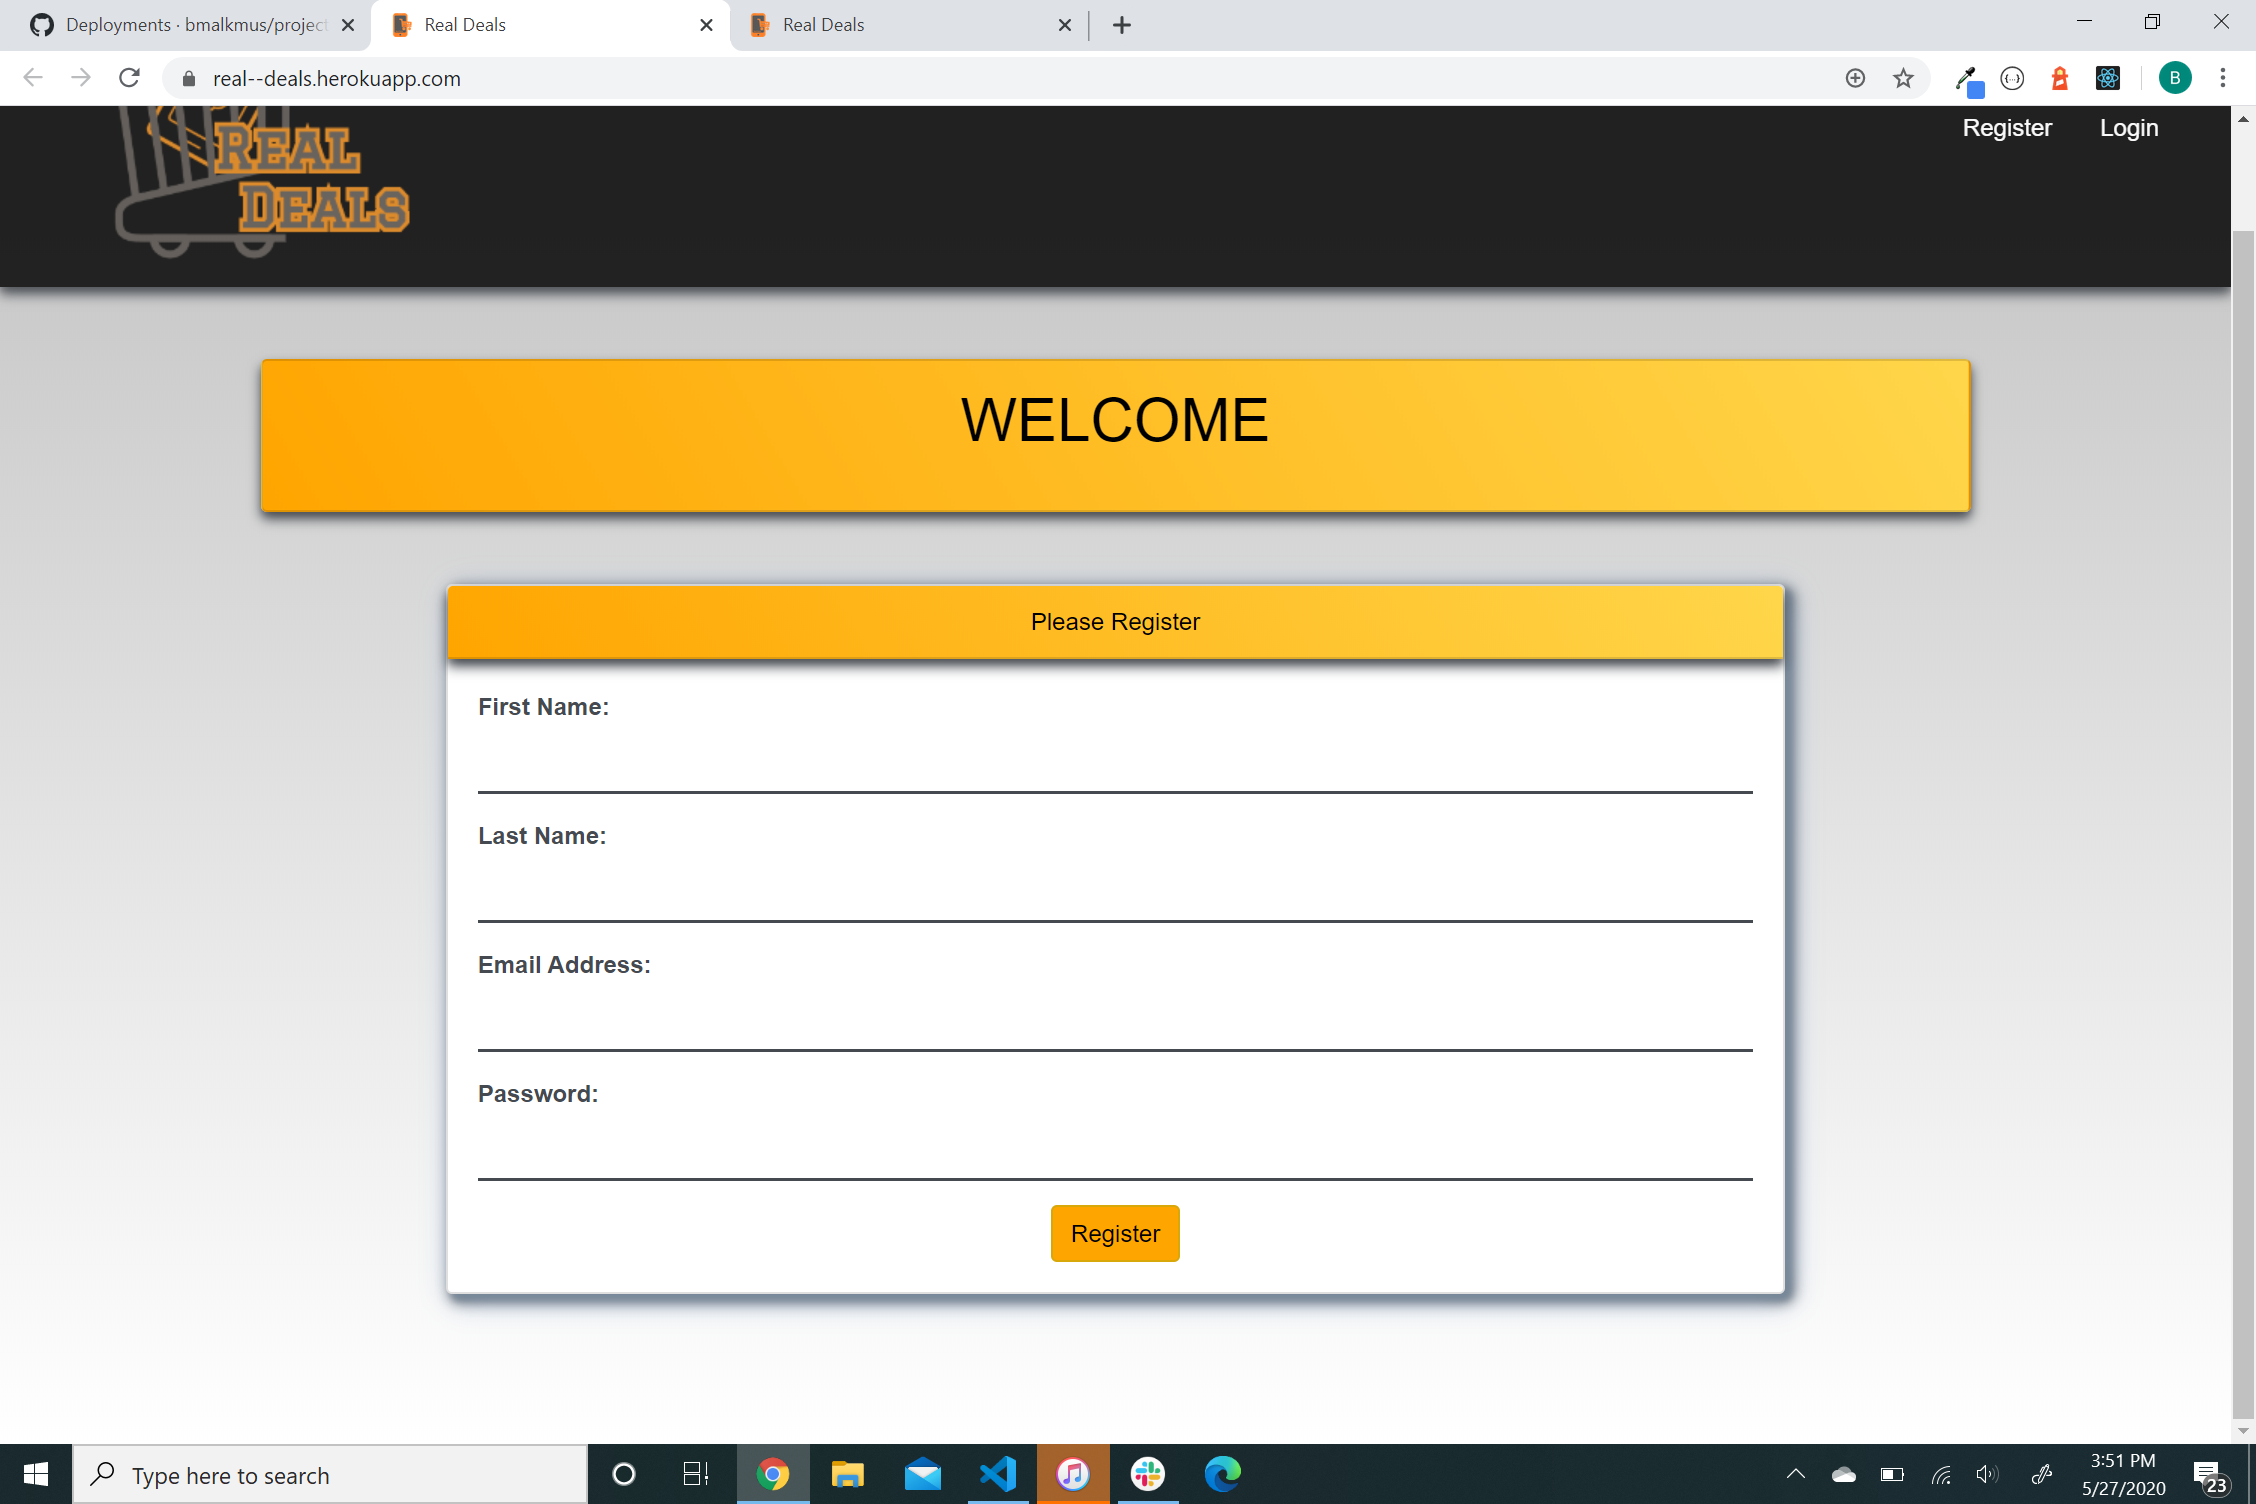 Deployments · bmalkmus/project
Real Deals
Real Deals
real--deals.herokuapp.com
B
REAL
DEALS
Register
Login
WELCOME
Please Register
First Name:
Last Name:
Email Address:
Password:
Register
Type here to search
3:51 PM
5/27/2020
23